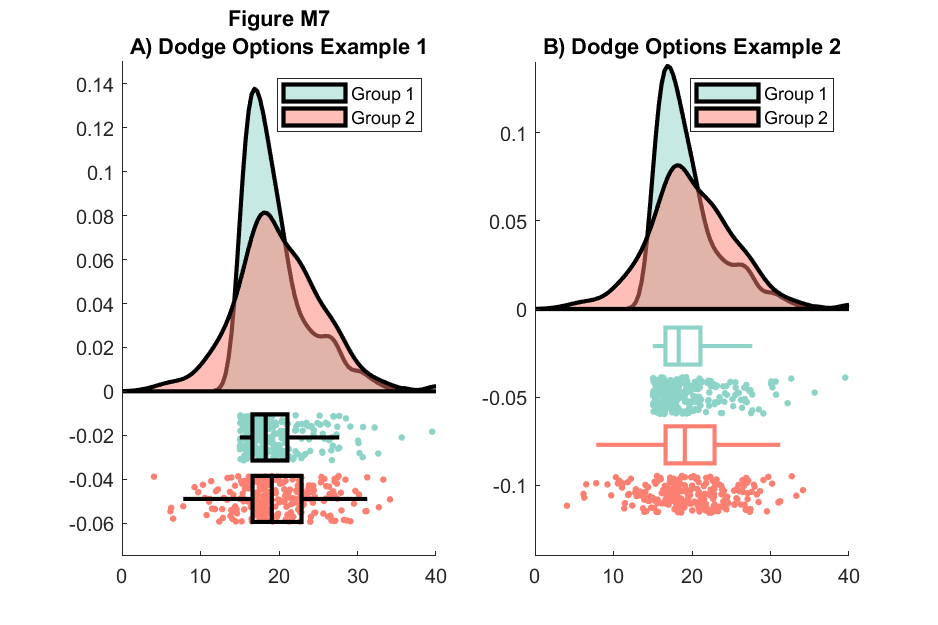 Figure M7
A) Dodge Options Example 1
B) Dodge Options Example 2
Group 1
Group 2
Group 1
Group 2
0.14
0.12
0.1
0.08
0.06
0.04
0.02
0
-0.02
-0.04
-0.06
0 10 20 30 40
0.1
0.05
0
-0.05
-0.1
0 10 20 30 40